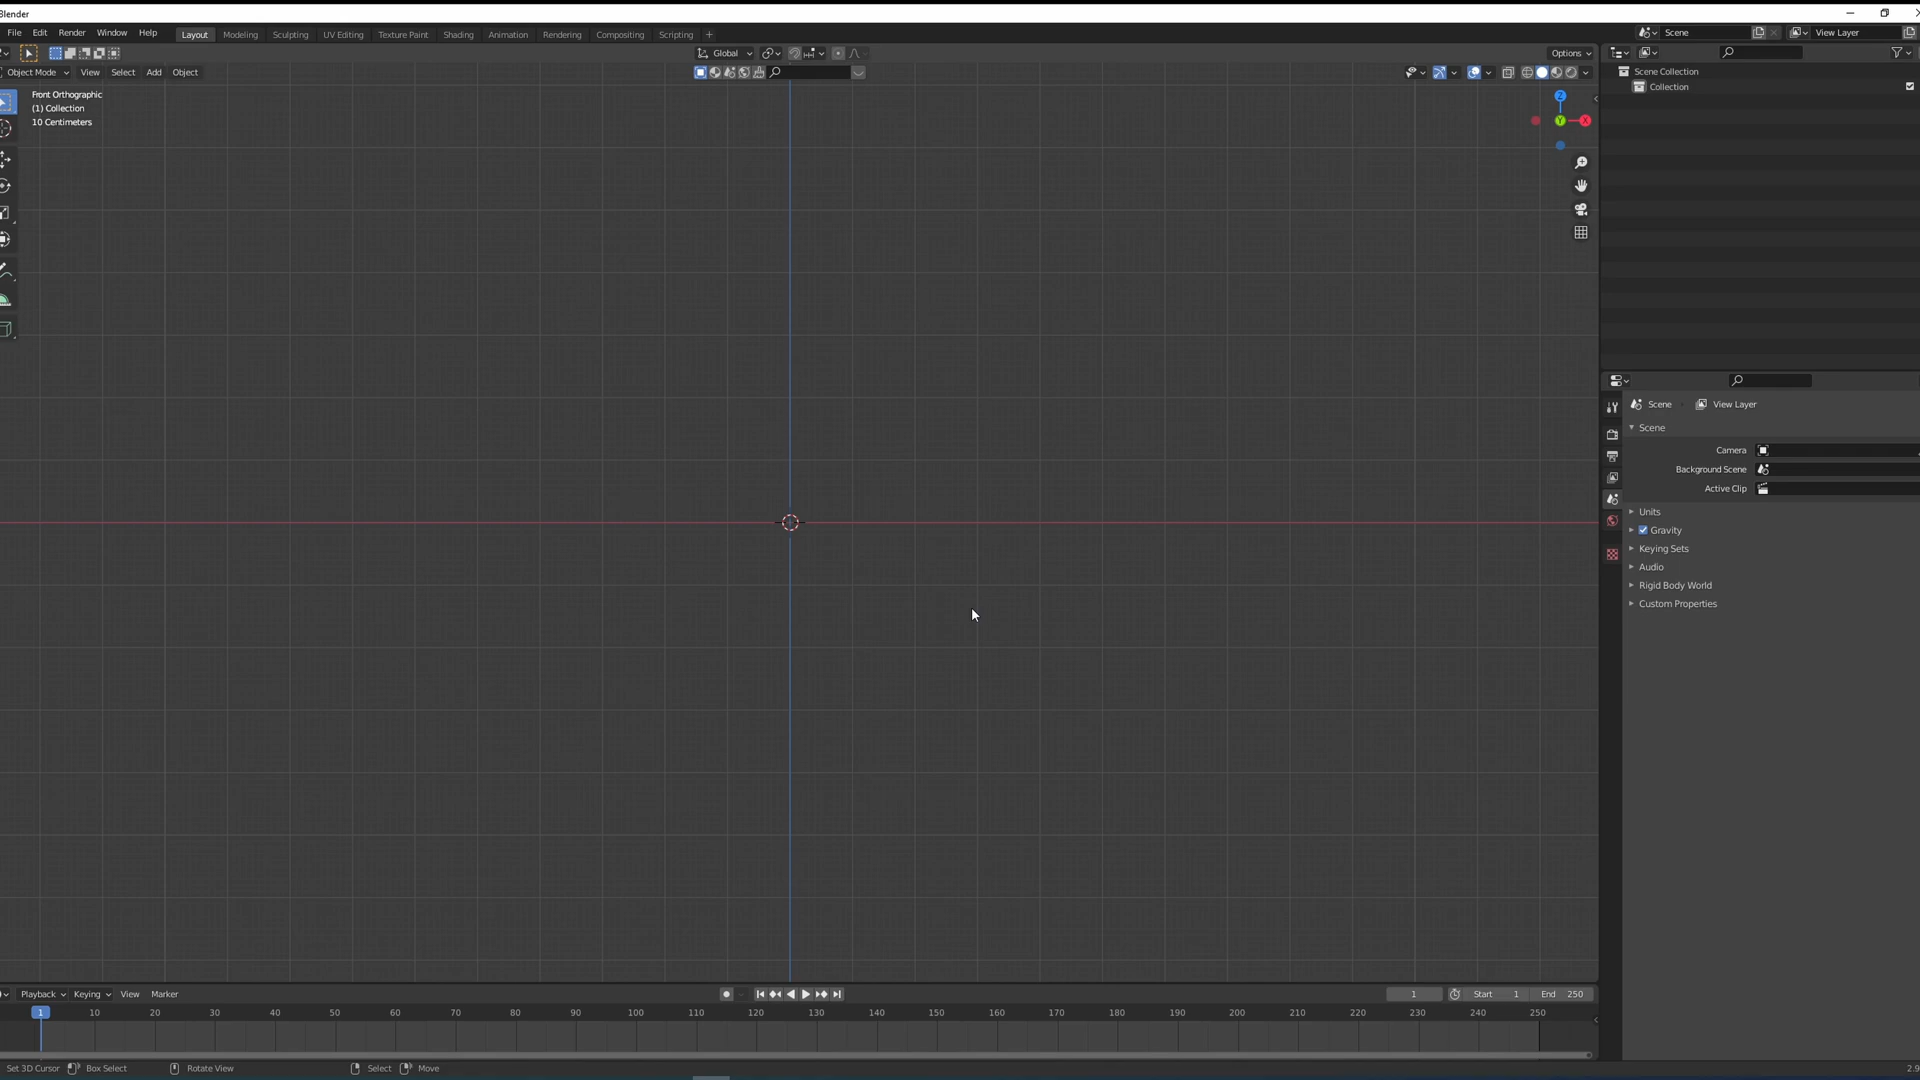 Blender
File Edit Render Window Help Layout Modeling Sculpting UV Editing Texture Paint Shading Animation Rendering Compositing Scripting + Scene View Layer
Global Options
Object Mode View Select Add Object
Front Orthographic
(1) Collection
10 Centimeters
Z
Y X
Scene Collection
Collection
Scene View Layer
Scene
Camera
Background Scene
Active Clip
Units
Gravity
Keying Sets
Audio
Rigid Body World
Custom Properties
Playback Keying View Marker 1 Start 1 End 250
1 10 20 30 40 50 60 70 80 90 100 110 120 130 140 150 160 170 180 190 200 210 220 230 240 250
Set 3D Cursor Box Select Rotate View Select Move 2.9